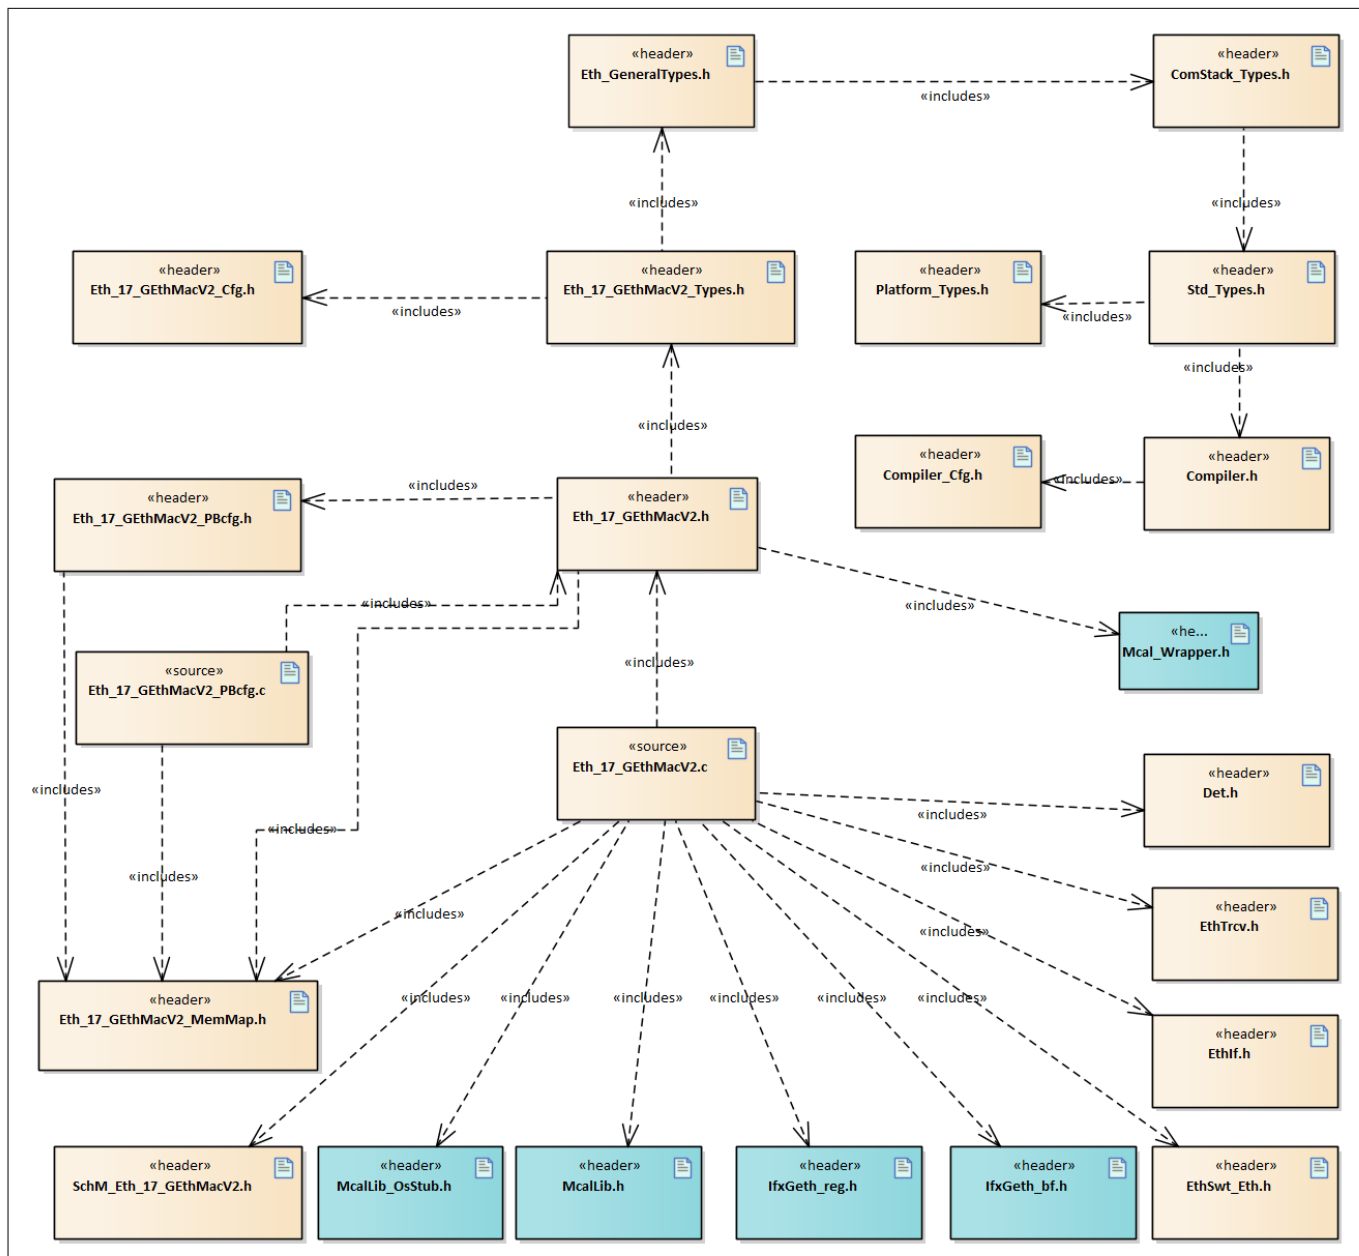 «header»
Eth_GeneralTypes.h
«header»
ComStack_Types.h
«includes»
«includes»
«includes»
«header»
Eth_17_GEthMacV2_Cfg.h
«header»
Eth_17_GEthMacV2_Types.h
«header»
Platform_Types.h
«header»
Std_Types.h
«includes»
«includes»
«includes»
«includes»
«header»
Compiler_Cfg.h
«header»
Compiler.h
«includes»
«includes»
«header»
Eth_17_GEthMacV2_PBcfg.h
«header»
Eth_17_GEthMacV2.h
«includes»
«includes»
«he...
Mcal_Wrapper.h
«source»
Eth_17_GEthMacV2_PBcfg.c
«includes»
«source»
Eth_17_GEthMacV2.c
«header»
Det.h
«includes»
«includes»
«includes»
«includes»
«includes»
«includes»
«header»
EthTrcv.h
«includes»
«includes»
«header»
Eth_17_GEthMacV2_MemMap.h
«includes»
«includes»
«includes»
«includes»
«includes»
«includes»
«header»
EthIf.h
«header»
SchM_Eth_17_GEthMacV2.h
«header»
McalLib_OsStub.h
«header»
McalLib.h
«header»
IfxGeth_reg.h
«header»
IfxGeth_bf.h
«header»
EthSwt_Eth.h